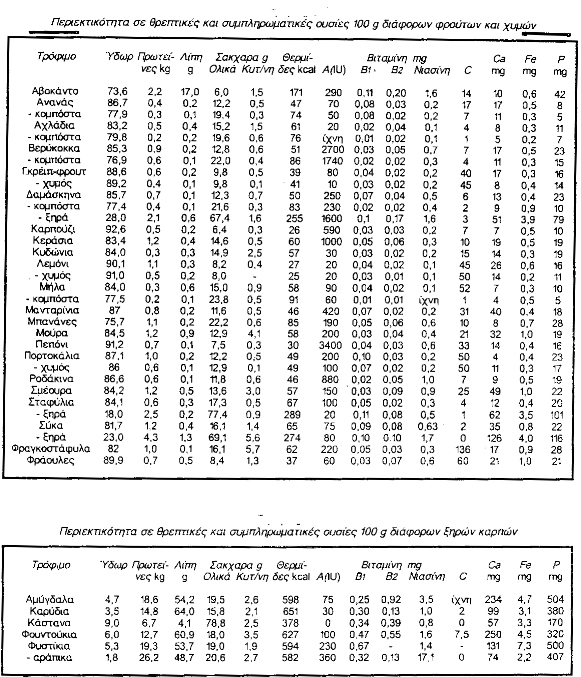 Περιεκτικότητα σε θρεπτικές και συμπληρωματικές ουσίες 100 g διάφορων φρούτων και χυμών
Τρόφιμο Ύδωρ Πρωτεϊ- Λίπη Σακχαρα g Θερμί- Βιταμίνη mg Ca Fe P
νες kg g Ολικά Κυτ/νη δες kcal A(IU) B1 B2 Νιασίνη C mg mg mg
Αβοκάντο 73,6 2,2 17,0 6,0 1,5 171 290 0,11 0,20 1,6 14 10 0,6 42
Ανανάς 86,7 0,4 0,2 12,2 0,5 47 70 0,08 0,03 0,2 17 17 0,5 8
- κομπόστα 77,9 0,3 0,1 19,4 0,3 74 50 0,08 0,02 0,2 7 11 0,3 5
Αχλάδια 83,2 0,5 0,4 15,2 1,5 61 20 0,02 0,04 0,1 4 8 0,3 11
- κομπόστα 79,8 0,2 0,2 19,6 0,6 76 ίχνη 0,01 0,02 0,1 1 5 0,2 7
Βερύκοκκα 85,3 0,9 0,2 12,8 0,6 51 2700 0,03 0,05 0,7 7 17 0,5 23
- κομπόστα 76,9 0,6 0,1 22,0 0,4 86 1740 0,02 0,02 0,3 4 11 0,3 15
Γκρέιπ-φρουτ 88,6 0,6 0,2 9,8 0,5 39 80 0,04 0,02 0,2 40 17 0,3 16
- χυμός 89,2 0,4 0,1 9,8 0,1 41 10 0,03 0,02 0,2 45 8 0,4 14
Δαμάσκηνα 85,7 0,7 0,1 12,3 0,7 50 250 0,07 0,04 0,5 6 13 0,4 23
- κομπόστα 77,4 0,4 0,1 21,6 0,3 83 230 0,02 0,02 0,4 2 9 0,9 10
- ξηρά 28,0 2,1 0,6 67,4 1,6 255 1600 0,1 0,17 1,6 3 51 3,9 79
Καρπούζι 92,6 0,5 0,2 6,4 0,3 26 590 0,03 0,03 0,2 7 7 0,5 10
Κεράσια 83,4 1,2 0,4 14,6 0,5 60 1000 0,05 0,06 0,3 10 19 0,5 19
Κυδώνια 84,0 0,3 0,3 14,9 2,5 57 30 0,03 0,02 0,2 15 14 0,3 19
Λεμόνι 90,1 1,1 0,3 8,2 0,4 27 20 0,04 0,02 0,1 45 26 0,6 16
- χυμός 91,0 0,5 0,2 8,0 - 25 20 0,03 0,01 0,1 50 14 0,2 11
Μήλα 84,0 0,3 0,6 15,0 0,9 58 90 0,04 0,02 0,1 52 7 0,3 10
- κομπόστα 77,5 0,2 0,1 23,8 0,5 91 60 0,01 0,01 ίχνη 1 4 0,5 5
Μανταρίνια 87 0,8 0,2 11,6 0,5 46 420 0,07 0,02 0,2 31 40 0,4 18
Μπανάνες 75,7 1,1 0,2 22,2 0,6 85 190 0,05 0,06 0,6 10 8 0,7 28
Μούρα 84,5 1,2 0,9 12,9 4,1 58 200 0,03 0,04 0,4 21 32 1,0 19
Πεπόνι 91,2 0,7 0,1 7,5 0,3 30 3400 0,04 0,03 0,6 33 14 0,4 16
Πορτοκάλια 87,1 1,0 0,2 12,2 0,5 49 200 0,10 0,03 0,2 50 4 0,4 23
- χυμός 86 0,6 0,1 12,9 0,1 49 100 0,07 0,02 0,2 50 11 0,3 17
Ροδάκινα 86,6 0,6 0,1 11,8 0,6 46 880 0,02 0,05 1,0 7 9 0,5 19
Σμέουρα 84,2 1,2 0,5 13,6 3,0 57 150 0,03 0,09 0,9 25 49 1,0 22
Σταφύλια 84,1 0,6 0,3 17,3 0,5 67 100 0,05 0,02 0,3 4 12 0,4 20
- ξηρά 18,0 2,5 0,2 77,4 0,9 289 20 0,11 0,08 0,5 1 62 3,5 101
Σύκα 81,7 1,2 0,4 16,1 1,4 65 75 0,09 0,08 0,63 2 35 0,8 22
- ξηρά 23,0 4,3 1,3 69,1 5,6 274 80 0,10 0,10 1,7 0 126 4,0 116
Φραγκοστάφυλα 82 1,0 0,1 16,1 5,7 62 220 0,05 0,05 0,3 136 17 0,9 28
Φράουλες 89,9 0,7 0,5 8,4 1,3 37 60 0,03 0,07 0,6 60 21 1,0 21
Περιεκτικότητα σε θρεπτικές και συμπληρωματικές ουσίες 100 g διάφορων ξηρών καρπών
Τρόφιμο Ύδωρ Πρωτεϊ- Λίπη Σακχαρα g Θερμί- Βιταμίνη mg Ca Fe P
νες kg g Ολικά Κυτ/νη δες kcal A(IU) B1 B2 Νιασίνη C mg mg mg
Αμύγδαλα 4,7 18,6 54,2 19,5 2,6 598 75 0,25 0,92 3,5 ίχνη 234 4,7 504
Καρύδια 3,5 14,8 64,0 15,8 2,1 651 30 0,30 0,13 1,0 2 99 3,1 380
Κάστανα 9,0 6,7 4,1 78,8 2,5 378 0 0,34 0,39 0,8 0 57 3,3 170
Φουντούκια 6,0 12,7 60,9 18,0 3,5 627 100 0,47 0,55 1,6 7,5 250 4,5 320
Φυστίκια 5,3 19,3 53,7 19,0 1,9 594 230 0,67 - 1,4 - 131 7,3 500
- αράπικα 1,8 26,2 48,7 20,6 2,7 582 360 0,32 0,13 17,1 0 74 2,2 407